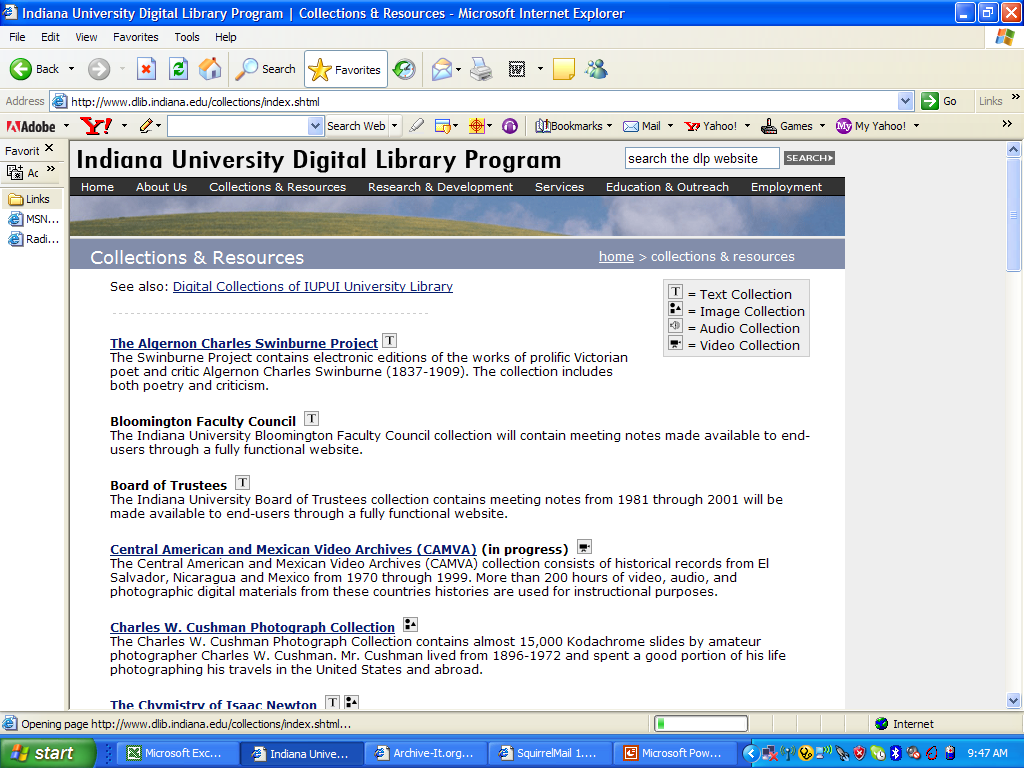 Indiana University Digital Library Program | Collections & Resources - Microsoft Internet Explorer
File Edit View Favorites Tools Help
Back Search Favorites
Address http://www.dlib.indiana.edu/collections/index.shtml Go Links »
Adobe Y! Search Web Bookmarks Mail Yahoo! Games My Yahoo! »
Favorit
Ac »
Links
MSN...
Radi...
Indiana University Digital Library Program search the dlp website SEARCH
Home About Us Collections & Resources Research & Development Services Education & Outreach Employment
Collections & Resources home > collections & resources
See also: Digital Collections of IUPUI University Library
T = Text Collection
= Image Collection
= Audio Collection
= Video Collection
The Algernon Charles Swinburne Project T
The Swinburne Project contains electronic editions of the works of prolific Victorian
poet and critic Algernon Charles Swinburne (1837-1909). The collection includes
both poetry and criticism.
Bloomington Faculty Council T
The Indiana University Bloomington Faculty Council collection will contain meeting notes made available to end-
users through a fully functional website.
Board of Trustees T
The Indiana University Board of Trustees collection contains meeting notes from 1981 through 2001 will be
made available to end-users through a fully functional website.
Central American and Mexican Video Archives (CAMVA) (in progress)
The Central American and Mexican Video Archives (CAMVA) collection consists of historical records from El
Salvador, Nicaragua and Mexico from 1970 through 1999. More than 200 hours of video, audio, and
photographic digital materials from these countries histories are used for instructional purposes.
Charles W. Cushman Photograph Collection
The Charles W. Cushman Photograph Collection contains almost 15,000 Kodachrome slides by amateur
photographer Charles W. Cushman. Mr. Cushman lived from 1896-1972 and spent a good portion of his life
photographing his travels in the United States and abroad.
The Chymistry of Isaac Newton T
Opening page http://www.dlib.indiana.edu/collections/index.shtml... Internet
start Microsoft Exc... Indiana Unive... Archive-It.org... SquirrelMail 1.... Microsoft Pow... 9:47 AM